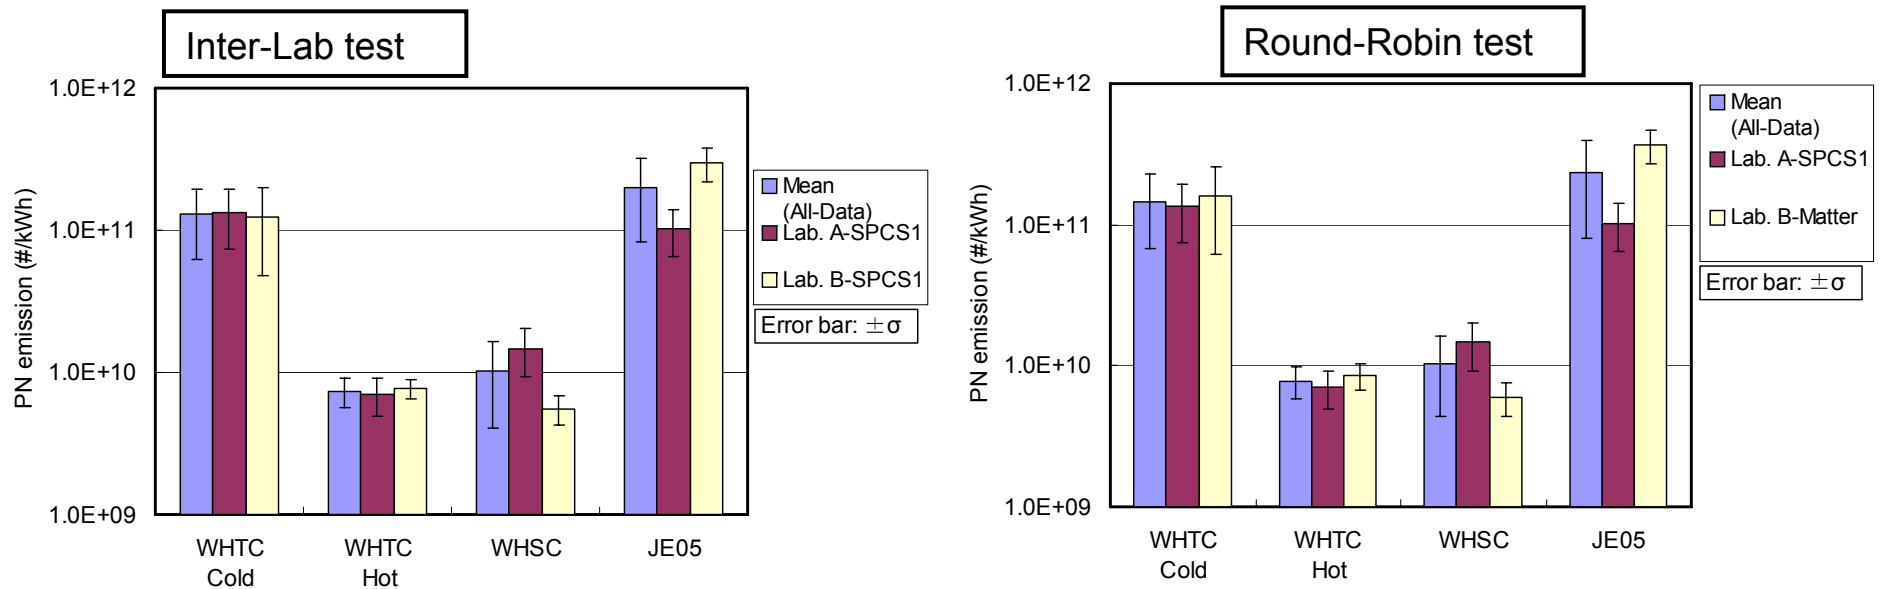 Inter-Lab test
1.0E+12
1.0E+11
1.0E+10
1.0E+09
PN emission (#/kWh)
WHTC
Cold
WHTC
Hot
WHSC
JE05
Mean
(All-Data)
Lab. A-SPCS1
Lab. B-SPCS1
Error bar: ±σ
Round-Robin test
1.0E+12
1.0E+11
1.0E+10
1.0E+09
PN emission (#/kWh)
WHTC
Cold
WHTC
Hot
WHSC
JE05
Mean
(All-Data)
Lab. A-SPCS1
Lab. B-Matter
Error bar: ±σ